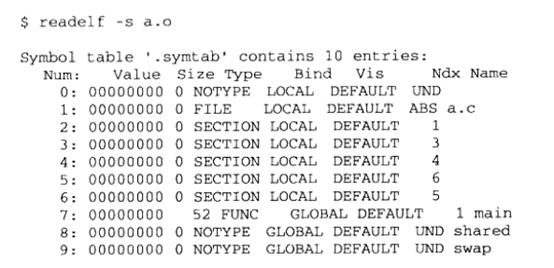 $ readelf -s a.o
Symbol table '.symtab' contains 10 entries:
Num: Value Size Type Bind Vis Ndx Name
0: 00000000 0 NOTYPE LOCAL DEFAULT UND
1: 00000000 0 FILE LOCAL DEFAULT ABS a.c
2: 00000000 0 SECTION LOCAL DEFAULT 1
3: 00000000 0 SECTION LOCAL DEFAULT 3
4: 00000000 0 SECTION LOCAL DEFAULT 4
5: 00000000 0 SECTION LOCAL DEFAULT 6
6: 00000000 0 SECTION LOCAL DEFAULT 5
7: 00000000 52 FUNC GLOBAL DEFAULT 1 main
8: 00000000 0 NOTYPE GLOBAL DEFAULT UND shared
9: 00000000 0 NOTYPE GLOBAL DEFAULT UND swap